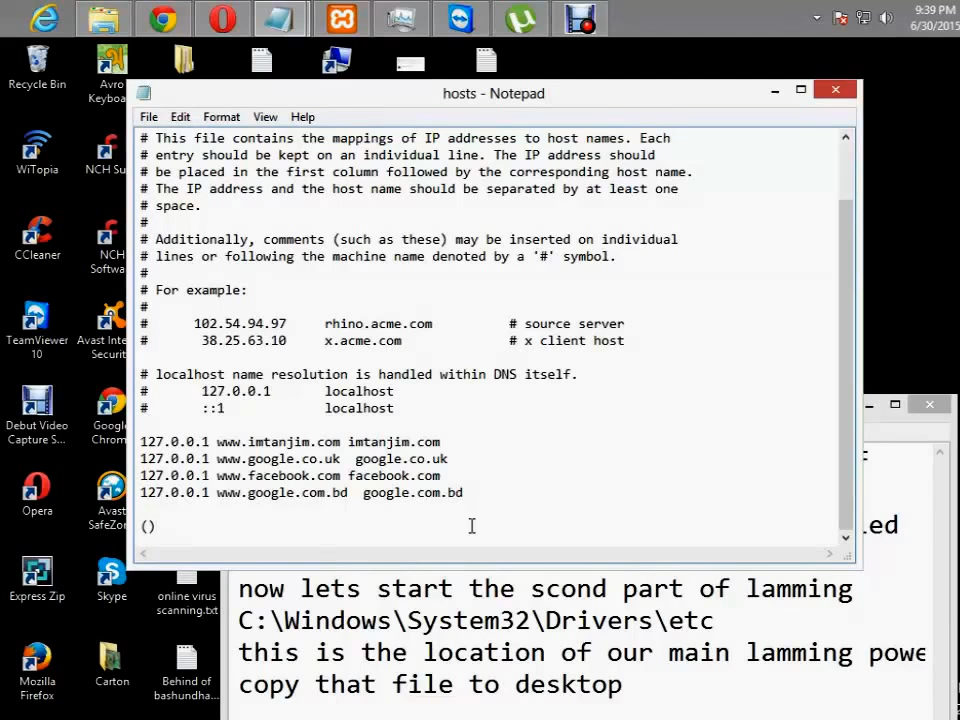 9:39 PM
6/30/2015
Recycle Bin
Avro
Keyboa
WiTopia
NCH Su
CCleaner
NCH
Softwa
TeamViewer
10
Avast Inte
Securit
Debut Video
Capture S...
Google
Chrom
Opera
Avast
SafeZon
Express Zip
Skype
online virus
scanning.txt
Mozilla
Firefox
Carton
Behind of
bashundha...
hosts - Notepad
File Edit Format View Help
# This file contains the mappings of IP addresses to host names. Each
# entry should be kept on an individual line. The IP address should
# be placed in the first column followed by the corresponding host name.
# The IP address and the host name should be separated by at least one
# space.
#
# Additionally, comments (such as these) may be inserted on individual
# lines or following the machine name denoted by a '#' symbol.
#
# For example:
#
# 102.54.94.97 rhino.acme.com # source server
# 38.25.63.10 x.acme.com # x client host
# localhost name resolution is handled within DNS itself.
# 127.0.0.1 localhost
# ::1 localhost
127.0.0.1 www.imtanjim.com imtanjim.com
127.0.0.1 www.google.co.uk google.co.uk
127.0.0.1 www.facebook.com facebook.com
127.0.0.1 www.google.com.bd google.com.bd
()
led
now lets start the scond part of lamming
C:\Windows\System32\Drivers\etc
this is the location of our main lamming powe
copy that file to desktop